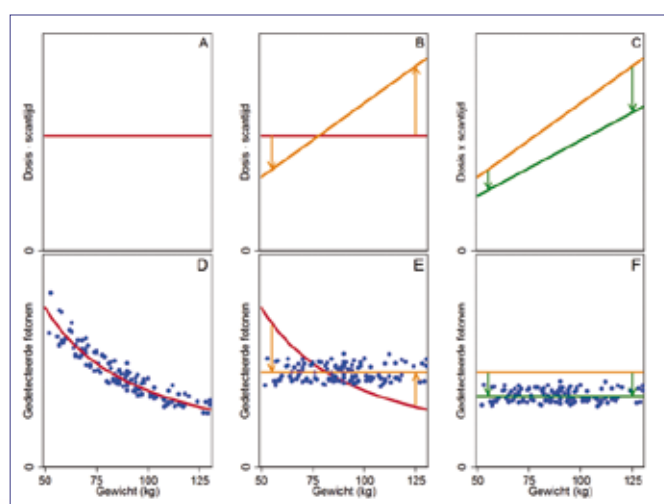 A
B
C
Dosis · scantijd
Dosis · scantijd
Dosis x scantijd
0
0
0
D
E
F
Gedetecteerde fotonen
Gedetecteerde fotonen
Gedetecteerde fotonen
0
0
0
50 75 100 125
50 75 100 125
50 75 100 125
Gewicht (kg)
Gewicht (kg)
Gewicht (kg)